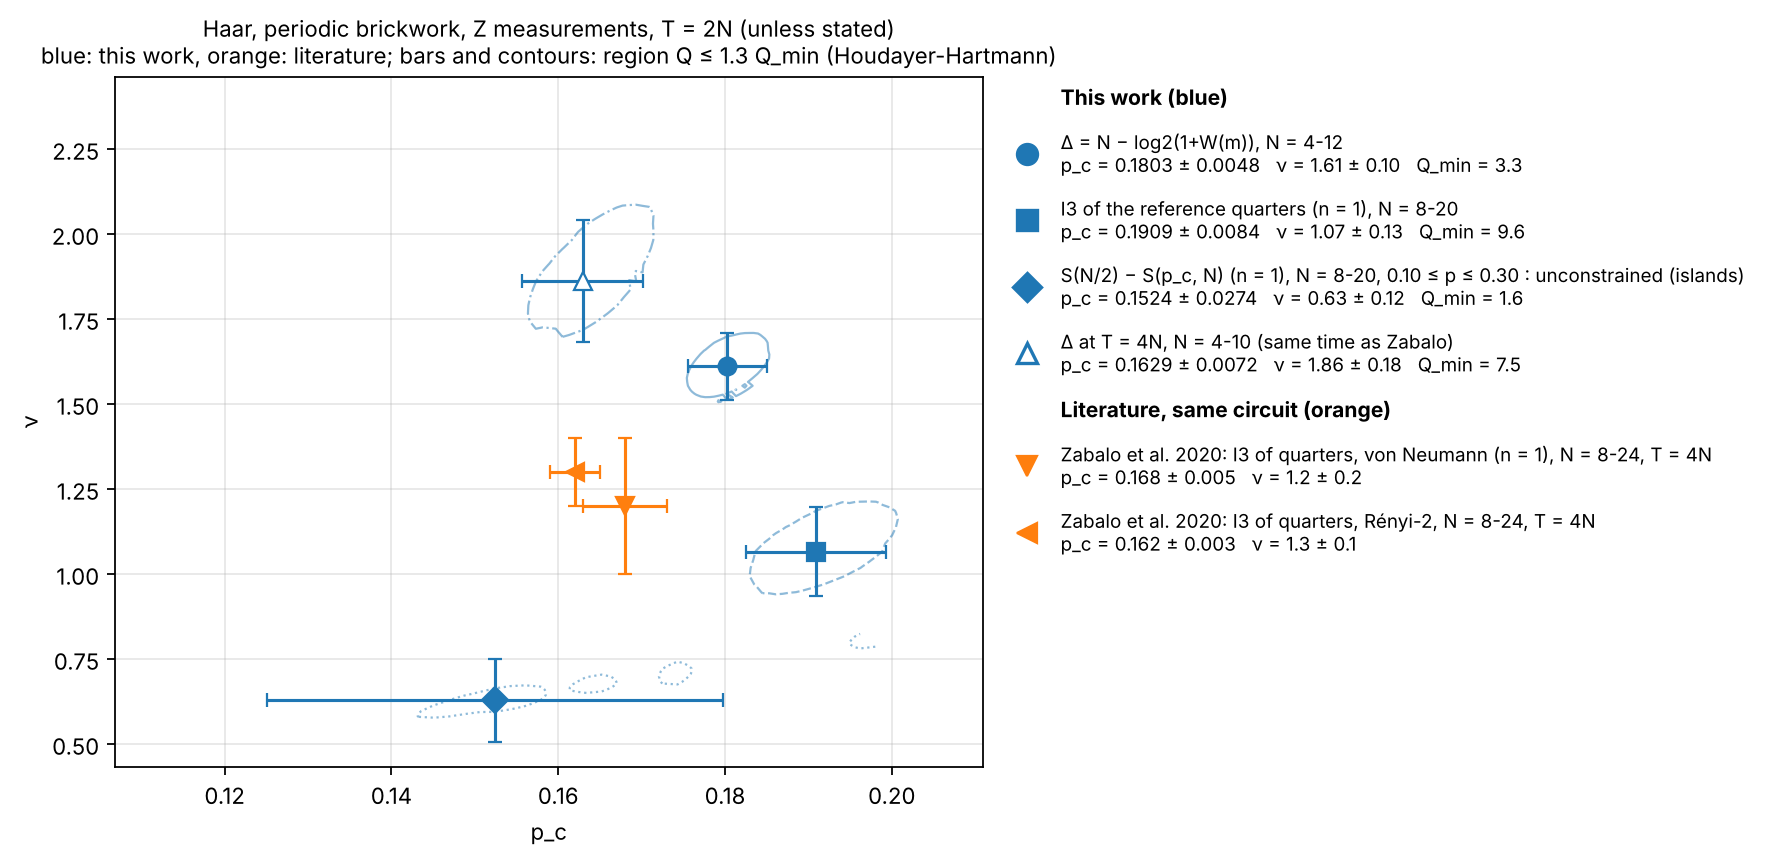 Haar, periodic brickwork, Z measurements, T = 2N (unless stated)
blue: this work, orange: literature; bars and contours: region Q ≤ 1.3 Q_min (Houdayer-Hartmann)
2.25
2.00
1.75
1.50
1.25
1.00
0.75
0.50
ν
0.12
0.14
0.16
0.18
0.20
p_c
This work (blue)
Δ = N − log2(1+W(m)), N = 4-12
p_c = 0.1803 ± 0.0048 ν = 1.61 ± 0.10 Q_min = 3.3
I3 of the reference quarters (n = 1), N = 8-20
p_c = 0.1909 ± 0.0084 ν = 1.07 ± 0.13 Q_min = 9.6
S(N/2) − S(p_c, N) (n = 1), N = 8-20, 0.10 ≤ p ≤ 0.30 : unconstrained (islands)
p_c = 0.1524 ± 0.0274 ν = 0.63 ± 0.12 Q_min = 1.6
Δ at T = 4N, N = 4-10 (same time as Zabalo)
p_c = 0.1629 ± 0.0072 ν = 1.86 ± 0.18 Q_min = 7.5
Literature, same circuit (orange)
Zabalo et al. 2020: I3 of quarters, von Neumann (n = 1), N = 8-24, T = 4N
p_c = 0.168 ± 0.005 ν = 1.2 ± 0.2
Zabalo et al. 2020: I3 of quarters, Rényi-2, N = 8-24, T = 4N
p_c = 0.162 ± 0.003 ν = 1.3 ± 0.1